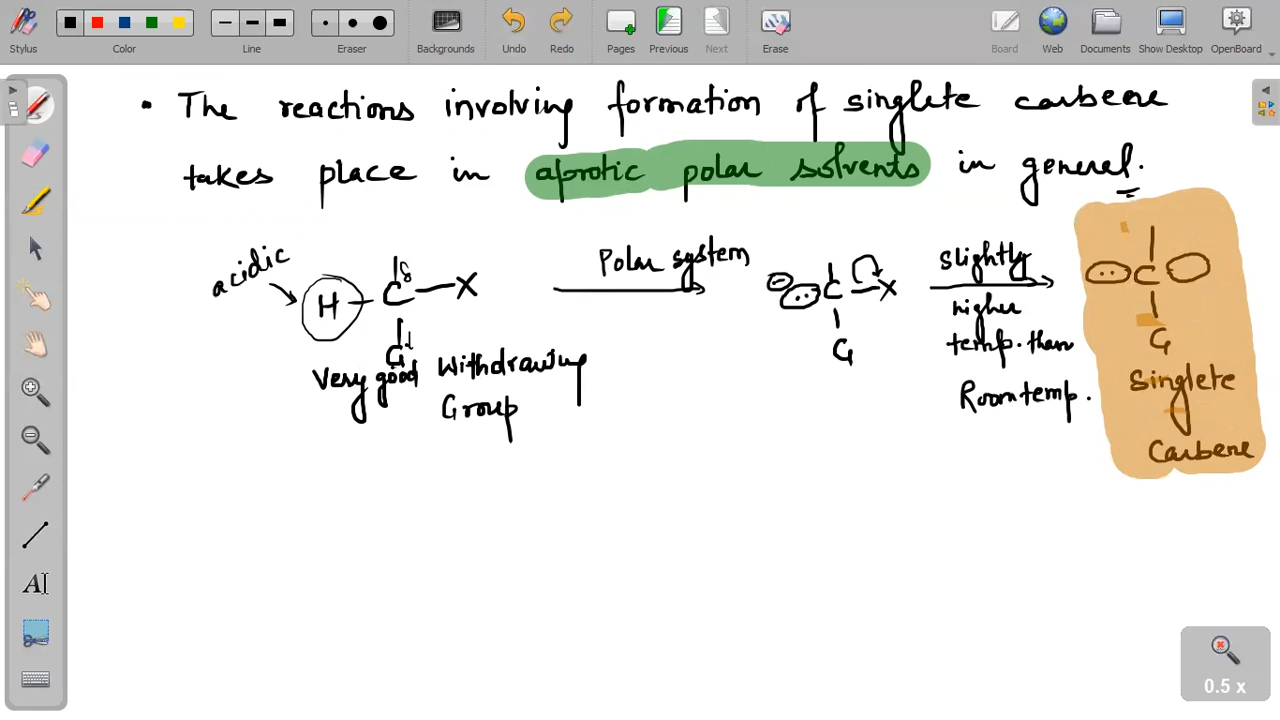 Stylus
Color
Line
Eraser
Backgrounds
Undo
Redo
Pages
Previous
Next
Erase
Board
Web
Documents
Show Desktop
OpenBoard
• The reactions involving formation of singlete carbene
takes place in aprotic polar solvents in general.
acidic
H - C - X
G
Very good Withdrawing
Group
Polar system
⊖ •• C - X
G
slightly
higher
temp. than
Room temp.
•• C
G
Singlete
Carbene
AI
0.5 x